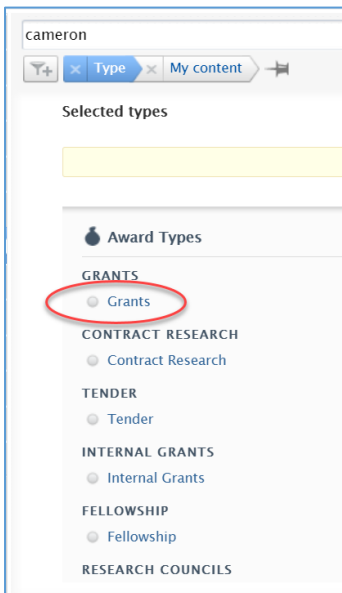 cameron
Type My content
Selected types
Award Types
GRANTS
Grants
CONTRACT RESEARCH
Contract Research
TENDER
Tender
INTERNAL GRANTS
Internal Grants
FELLOWSHIP
Fellowship
RESEARCH COUNCILS